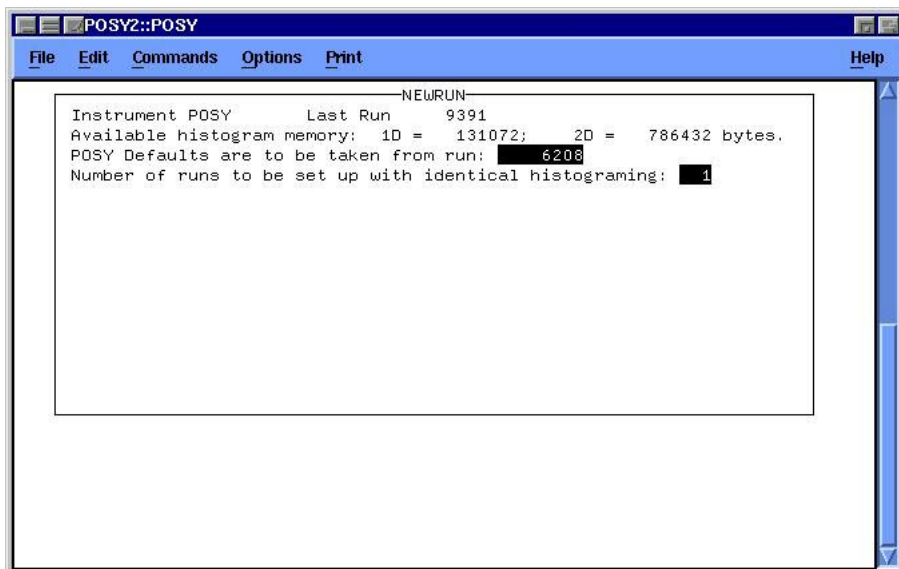 POSY2::POSY
File Edit Commands Options Print Help
NEWRUN
Instrument POSY Last Run 9391
Available histogram memory: 1D = 131072; 2D = 786432 bytes.
POSY Defaults are to be taken from run: 6208
Number of runs to be set up with identical histograming: 1